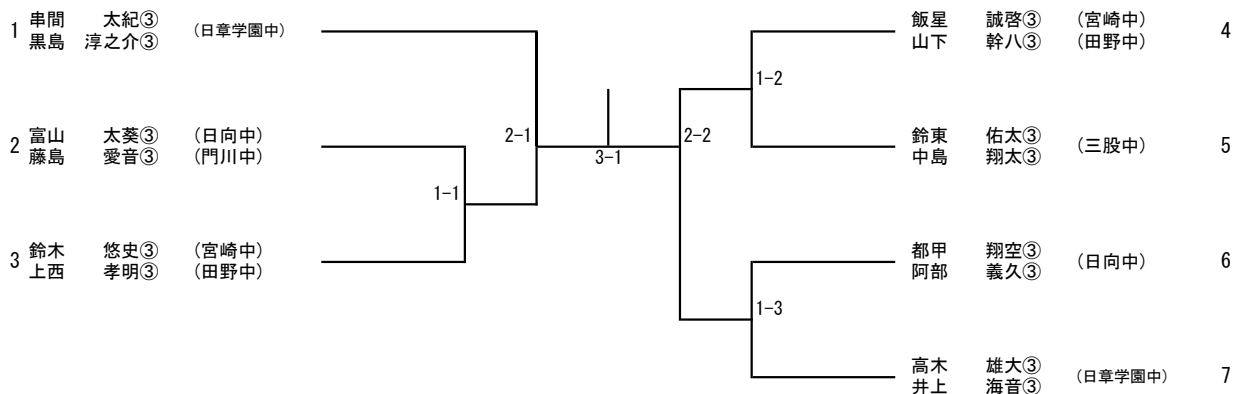 1 串間 太紀③ (日章学園中)
黒島 淳之介③
2 富山 太葵③ (日向中)
藤島 愛音③ (門川中)
3 鈴木 悠史③ (宮崎中)
上西 孝明③ (田野中)
1-1
2-1
3-1
2-2
1-2
1-3
飯星 誠啓③ (宮崎中) 4
山下 幹八③ (田野中)
鈴東 佑太③ (三股中) 5
中島 翔太③
都甲 翔空③ (日向中) 6
阿部 義久③
高木 雄大③ (日章学園中) 7
井上 海音③